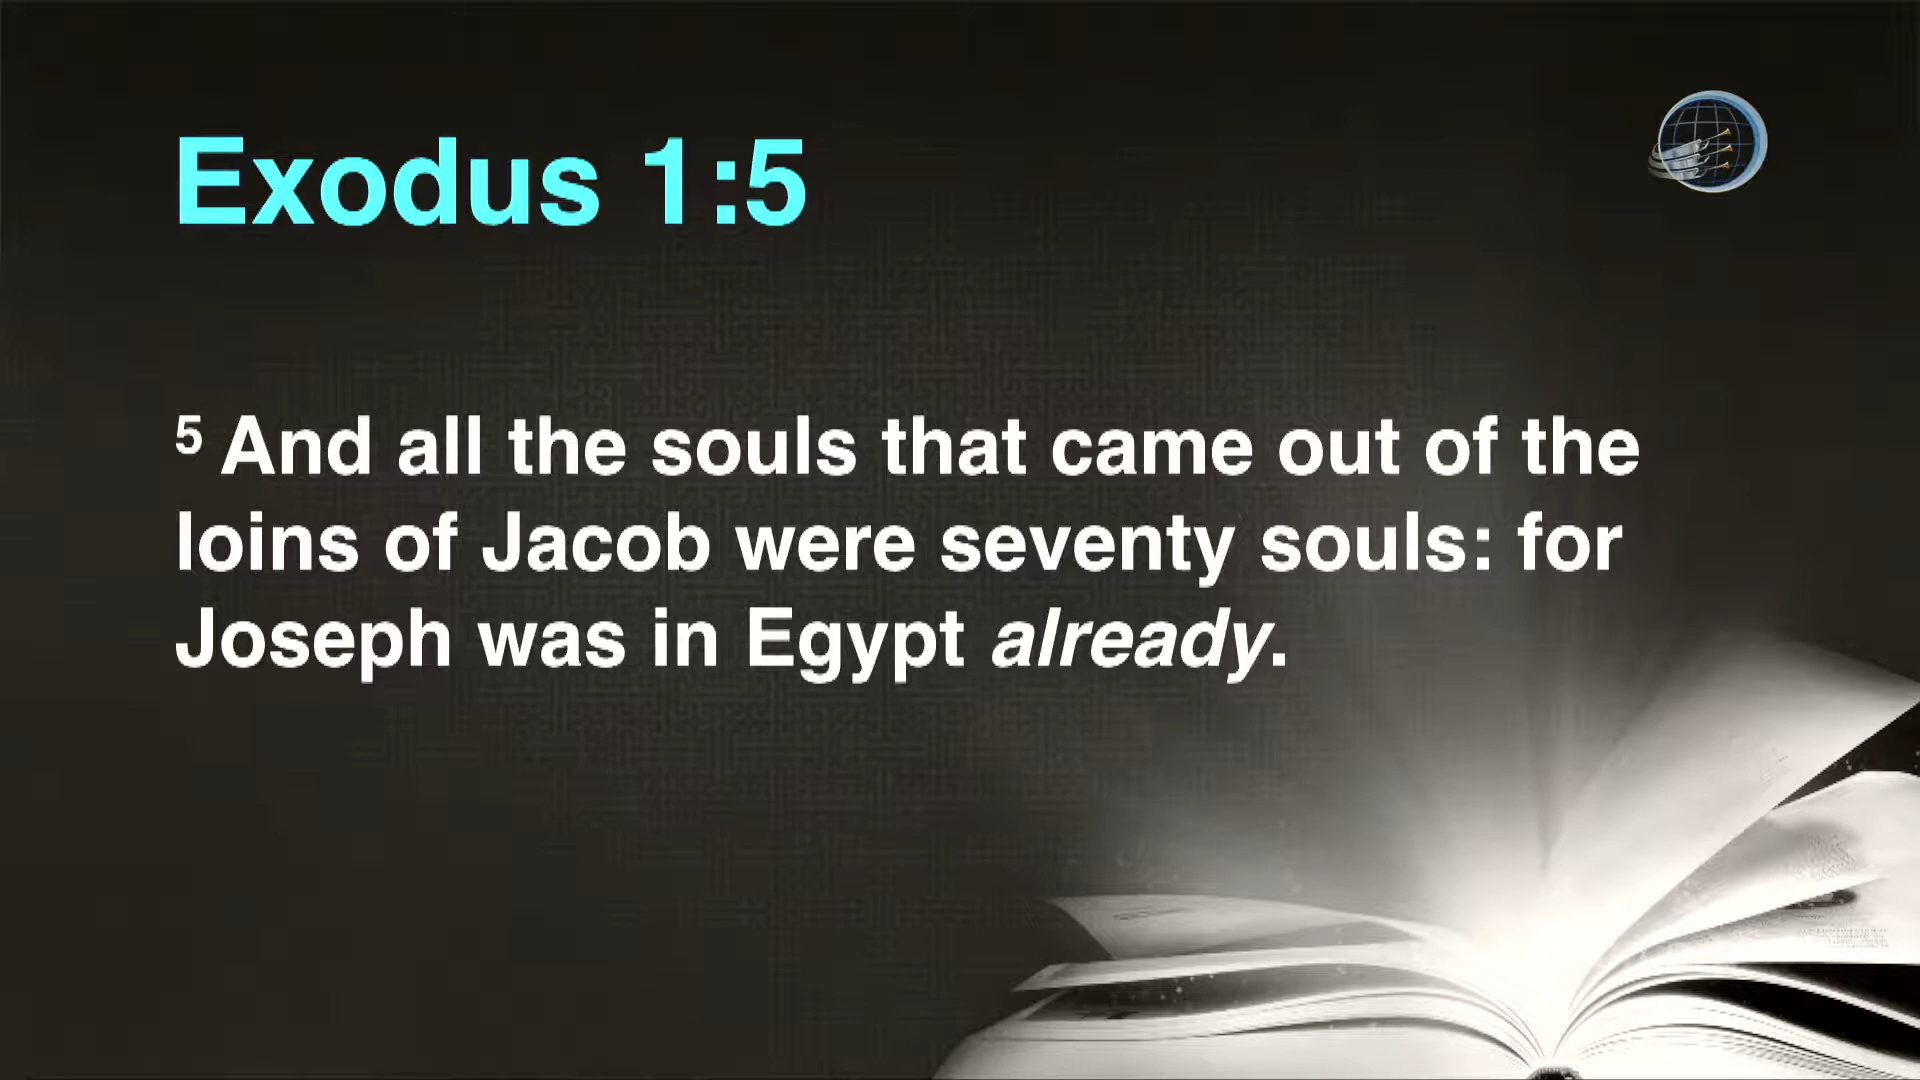 Exodus 1:5
5 And all the souls that came out of the
loins of Jacob were seventy souls: for
Joseph was in Egypt already.